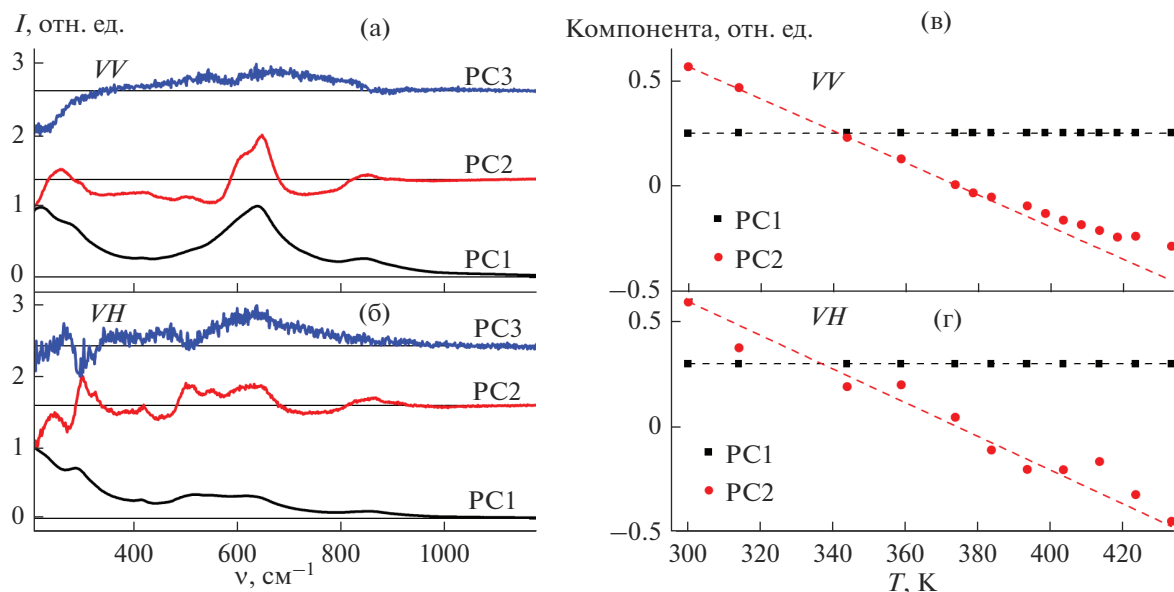 I, отн. ед.
(а)
3
VV
PC3
2
PC2
1
PC1
0
3
VH
(б)
PC3
2
PC2
1
PC1
0
400 600 800 1000
ν, см–1
Компонента, отн. ед.
(в)
0.5
VV
0
PC1
PC2
–0.5
VH
(г)
0.5
0
PC1
PC2
–0.5
300 320 340 360 380 400 420
T, K